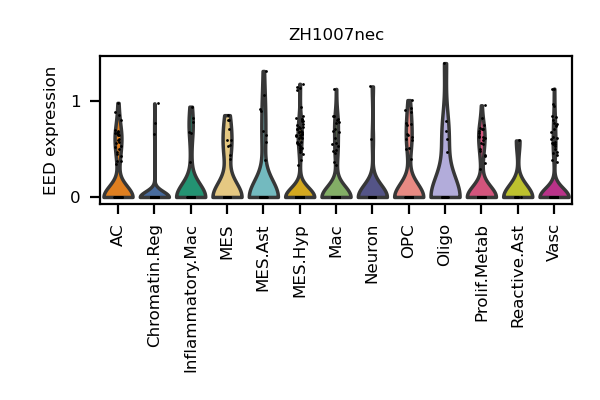 ZH1007nec
EED expression
1
0
AC
Chromatin.Reg
Inflammatory.Mac
MES
MES.Ast
MES.Hyp
Mac
Neuron
OPC
Oligo
Prolif.Metab
Reactive.Ast
Vasc